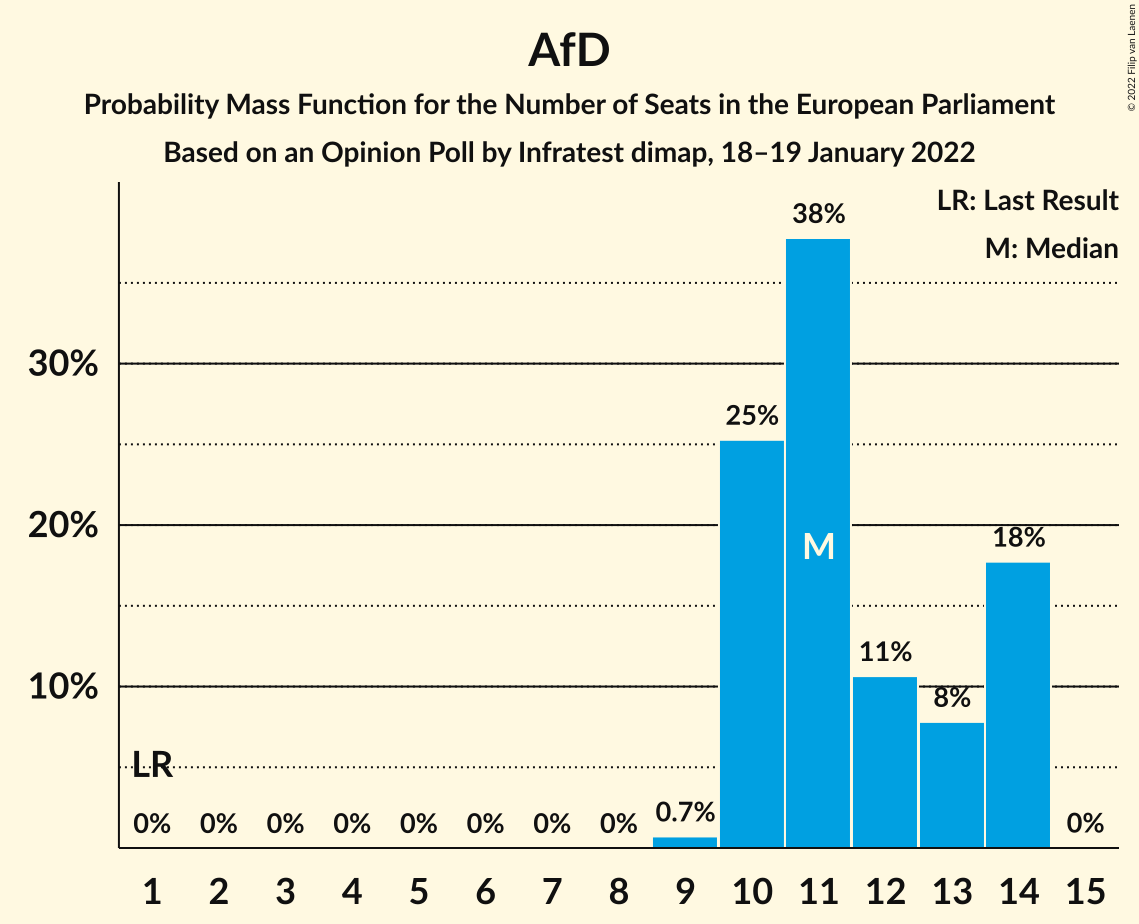 AfD
Probability Mass Function for the Number of Seats in the European Parliament
Based on an Opinion Poll by Infratest dimap, 18–19 January 2022
© 2022 Filip van Laenen
LR: Last Result
M: Median
38%
30%
25%
20%
18%
M
11%
10%
8%
LR
0% 0% 0% 0% 0% 0% 0% 0% 0.7% 0%
1 2 3 4 5 6 7 8 9 10 11 12 13 14 15